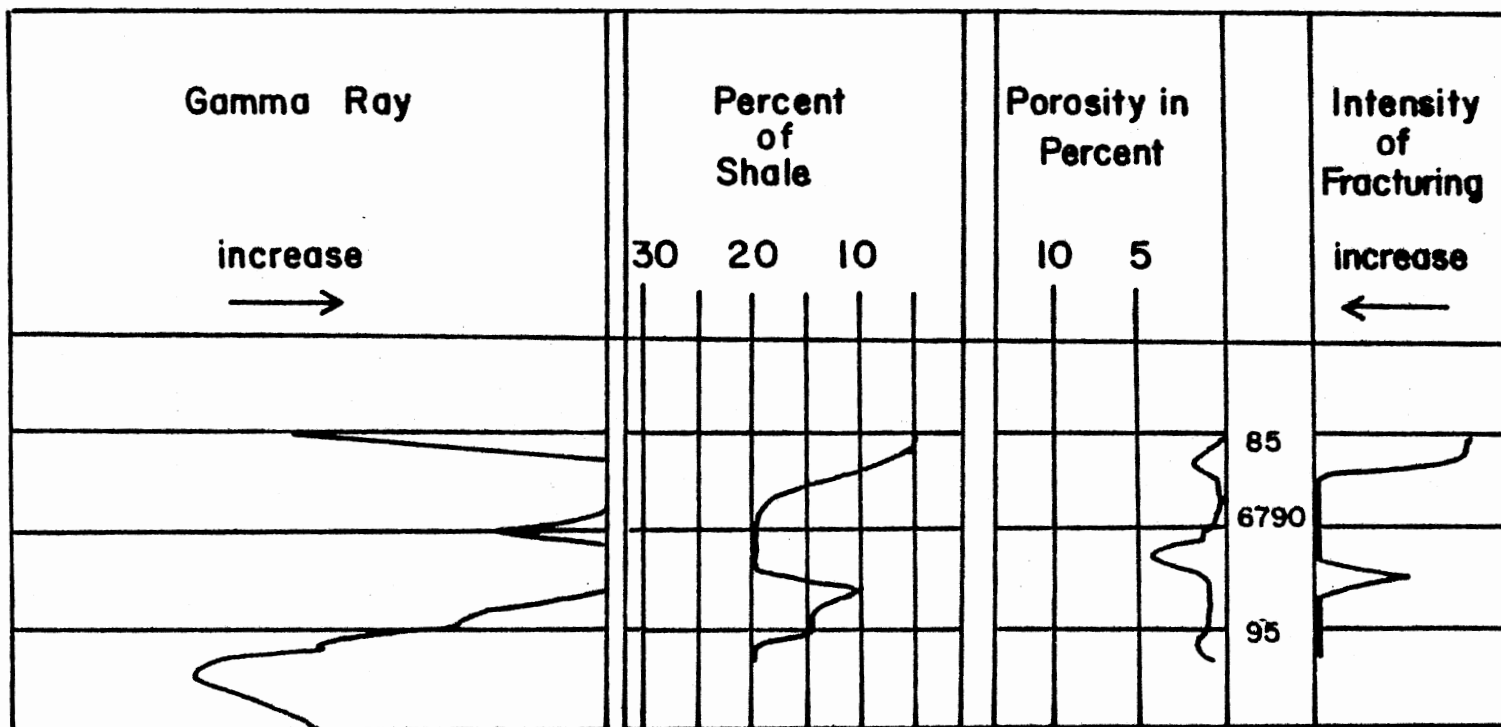 Gamma Ray
increase
Percent
of
Shale
30 20 10
Porosity in
Percent
10 5
85
6790
95
Intensity
of
Fracturing
increase